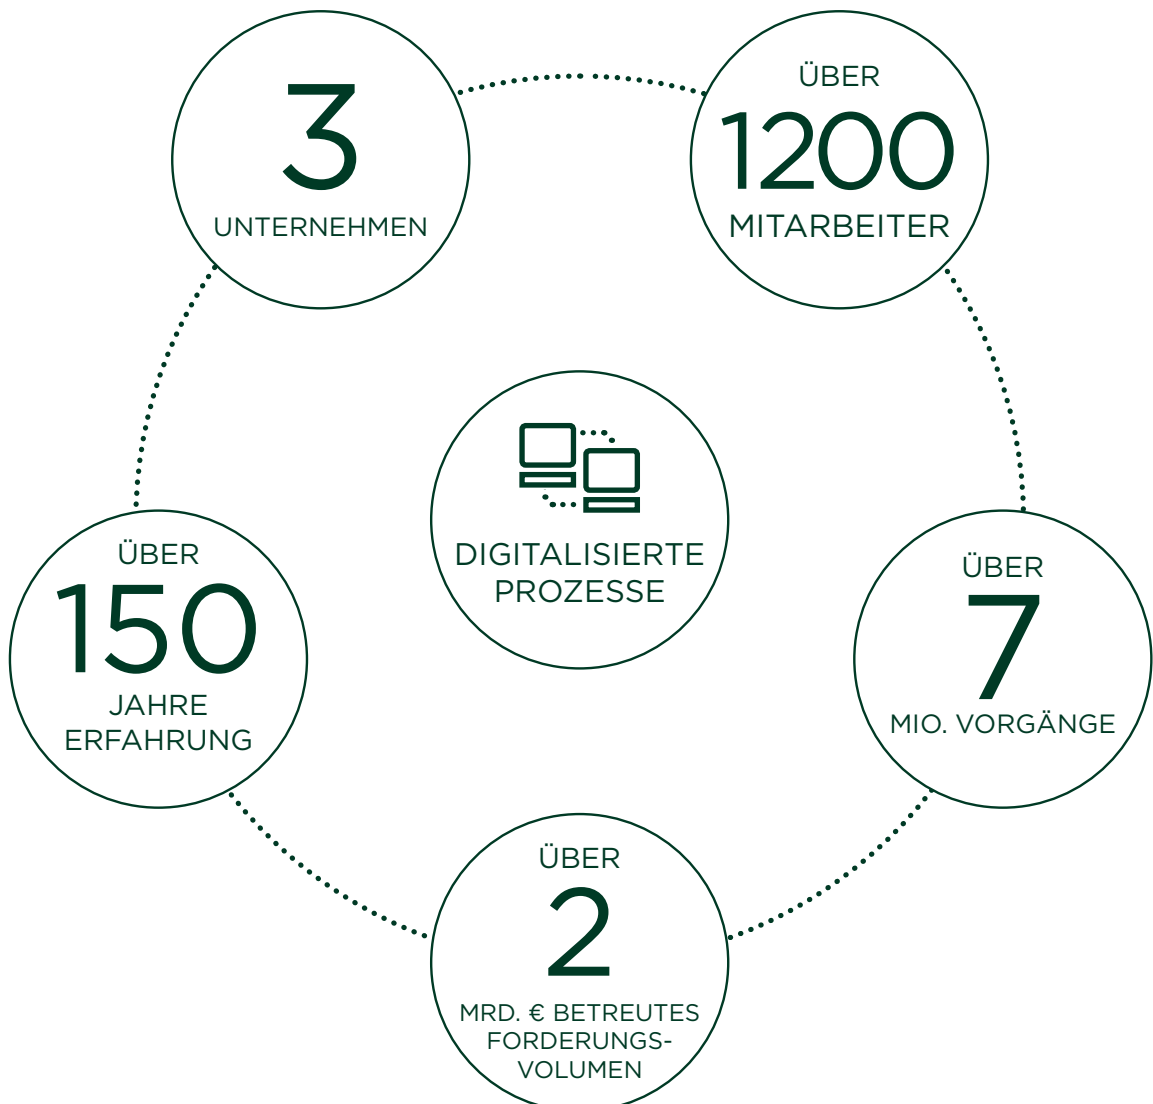 3
UNTERNEHMEN
ÜBER
1200
MITARBEITER
DIGITALISIERTE
PROZESSE
ÜBER
150
JAHRE
ERFAHRUNG
ÜBER
7
MIO. VORGÄNGE
ÜBER
2
MRD. € BETREUTES
FORDERUNGS-
VOLUMEN